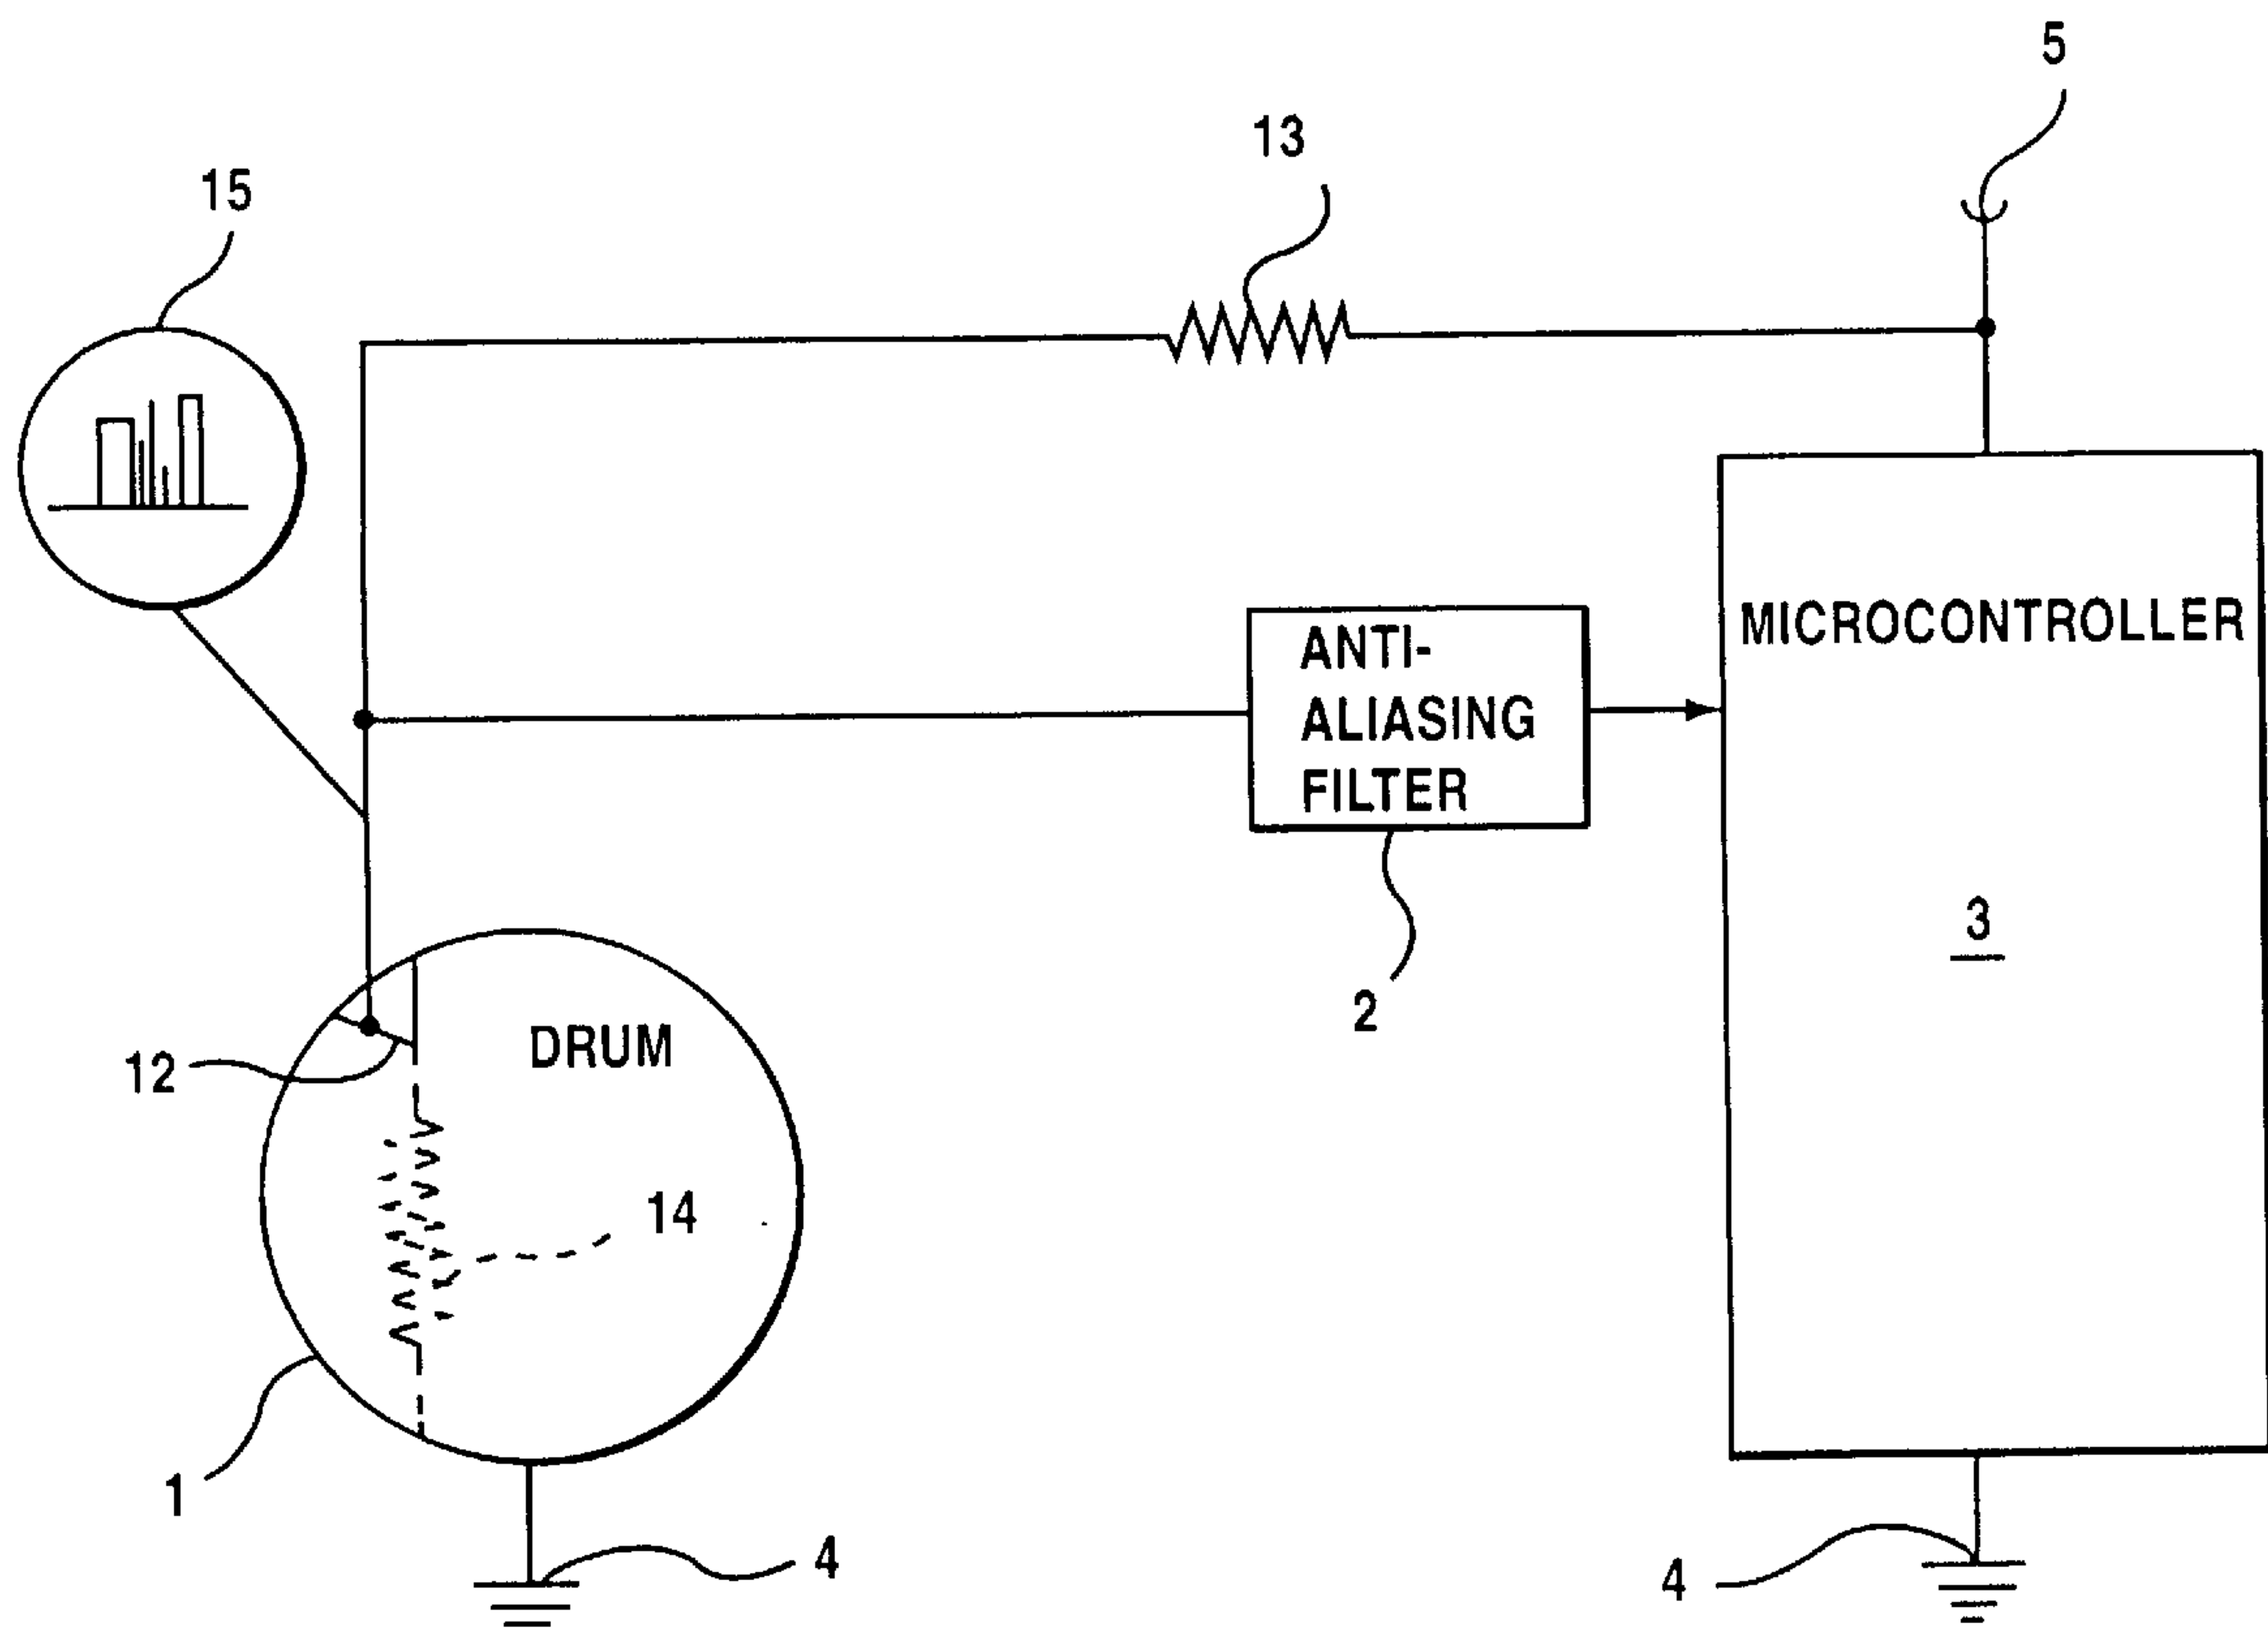 5
13
15
ANTI-
ALIASING
FILTER
MICROCONTROLLER
3
2
DRUM
12
14
1
4
4